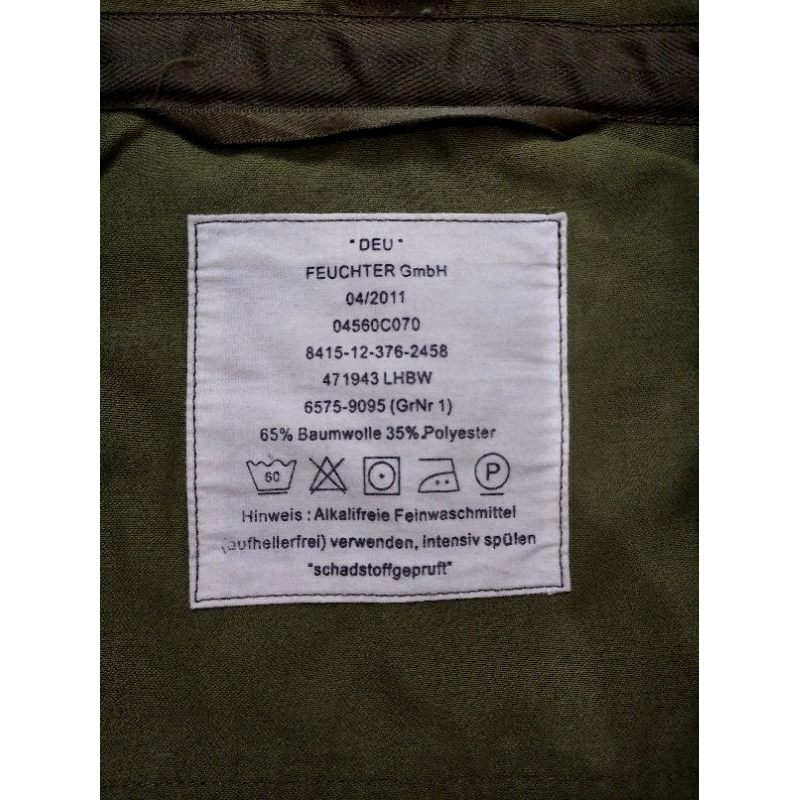 "DEU"
FEUCHTER GmbH
04/2011
04560C070
8415-12-376-2458
471943 LHBW
6575-9095 (GrNr 1)
65% Baumwolle 35% Polyester
60 P
Hinweis : Alkalifreie Feinwaschmittel
(aufhellerfrei) verwenden, intensiv spülen
"schadstoffgepruft"